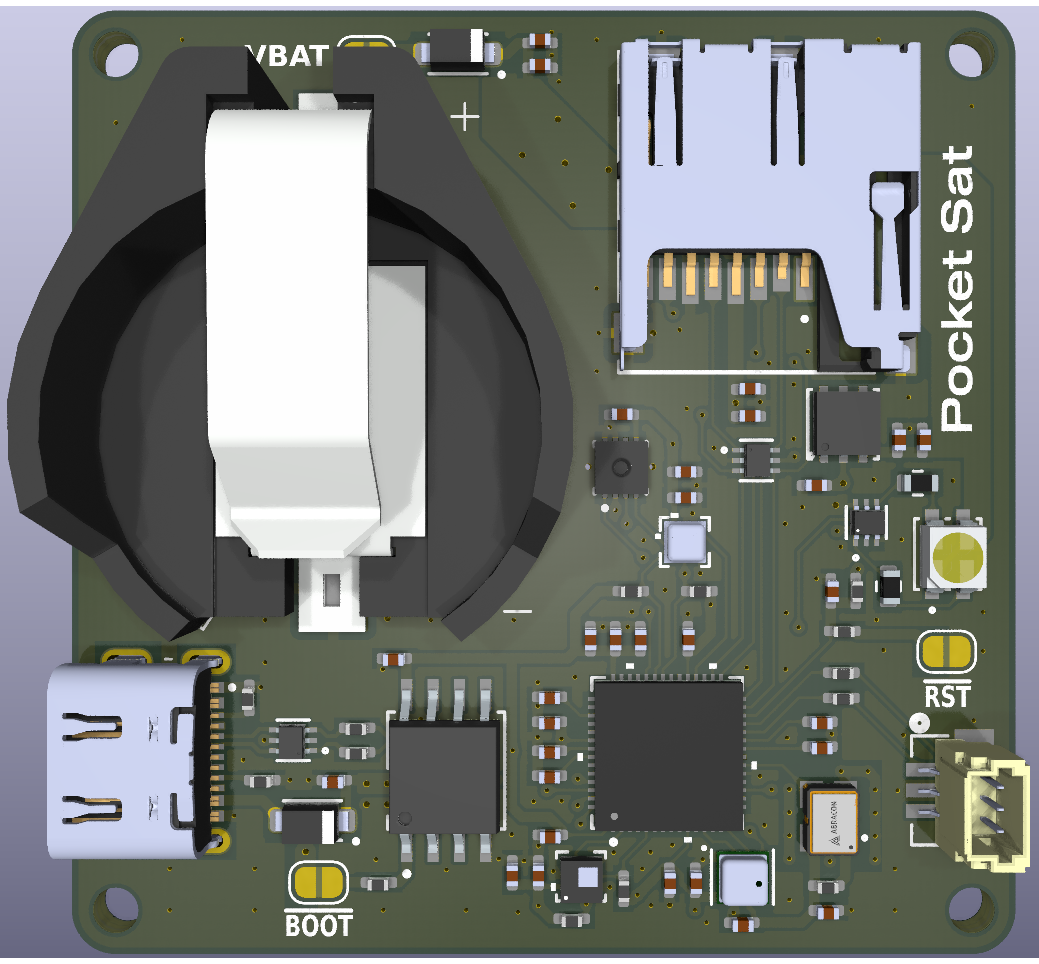 VBAT
+
Pocket Sat
−
RST
ABRACON
BOOT